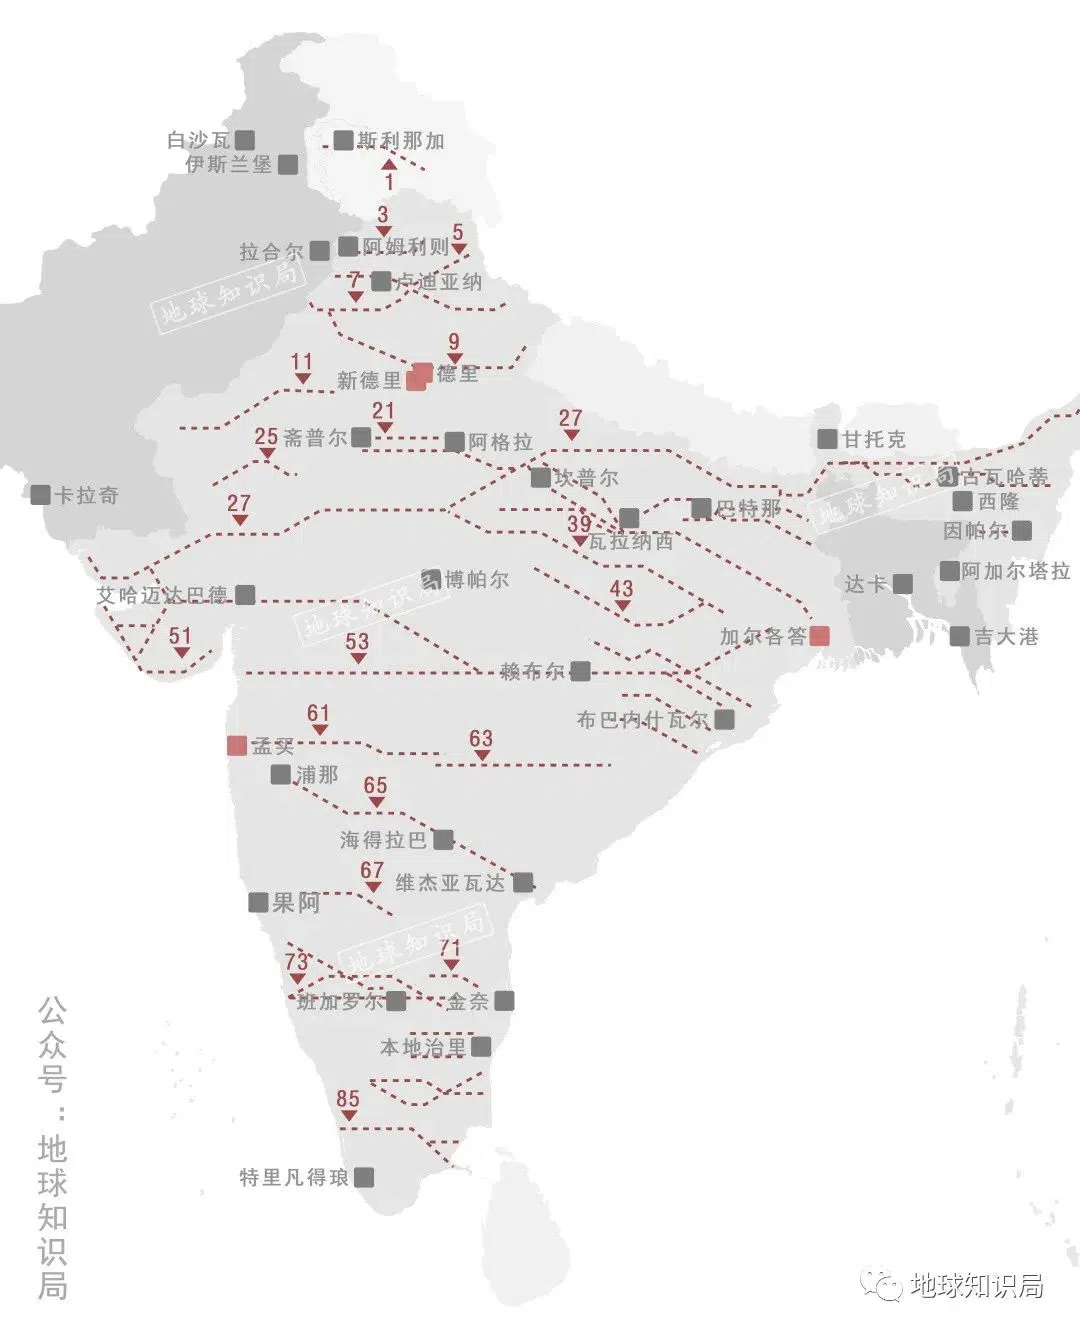 白沙瓦
斯利那加
伊斯兰堡
1
3
5
拉合尔
阿姆利则
7
卢迪亚纳
地球知识局
9
11
新德里
德里
21
27
25
斋普尔
阿格拉
甘托克
坎普尔
古瓦哈蒂
卡拉奇
地球知识局
西隆
27
巴特那
39
因帕尔
瓦拉纳西
博帕尔
阿加尔塔拉
达卡
艾哈迈达巴德
43
地球知识局
51
53
加尔各答
吉大港
赖布尔
61
布巴内什瓦尔
63
孟买
浦那
65
海得拉巴
67
维杰亚瓦达
果阿
地球知识局
71
73
班加罗尔
金奈
本地治里
85
特里凡得琅
公众号：地球知识局
地球知识局